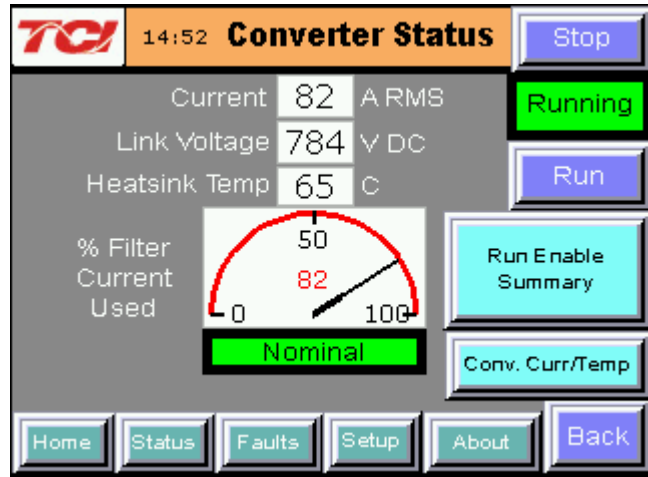 TCI 14:52 Converter Status Stop
Current 82 A RMS
Running
Link Voltage 784 V DC
Heatsink Temp 65 C
Run
% Filter
Current
Used
50
82
0 100
Nominal
Run Enable
Summary
Conv. Curr/Temp
Home Status Faults Setup About Back